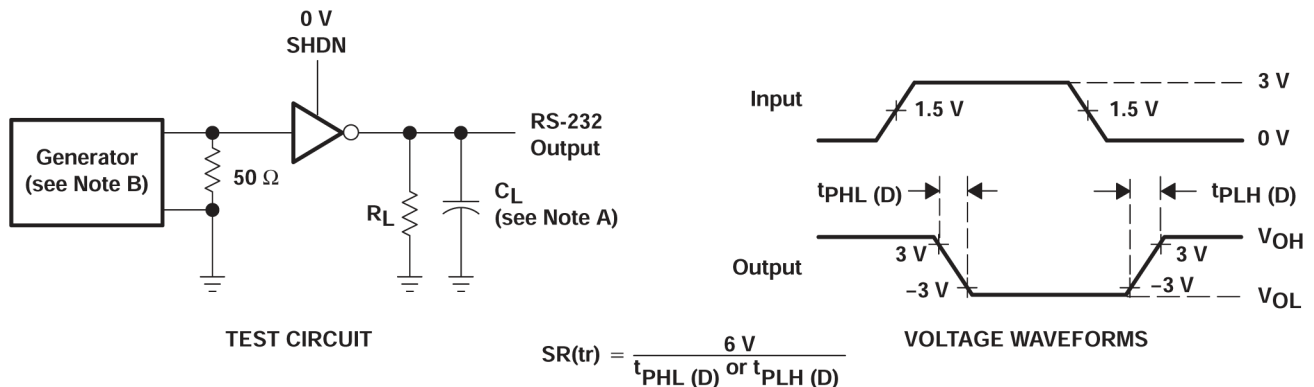 0 V
SHDN
Generator
(see Note B)
50 Ω
RS-232
Output
RL
CL
(see Note A)
TEST CIRCUIT
Input
1.5 V
1.5 V
3 V
0 V
tPHL (D)
tPLH (D)
Output
3 V
3 V
VOH
–3 V
–3 V
VOL
VOLTAGE WAVEFORMS
SR(tr) = 6 V / tPHL (D) or tPLH (D)